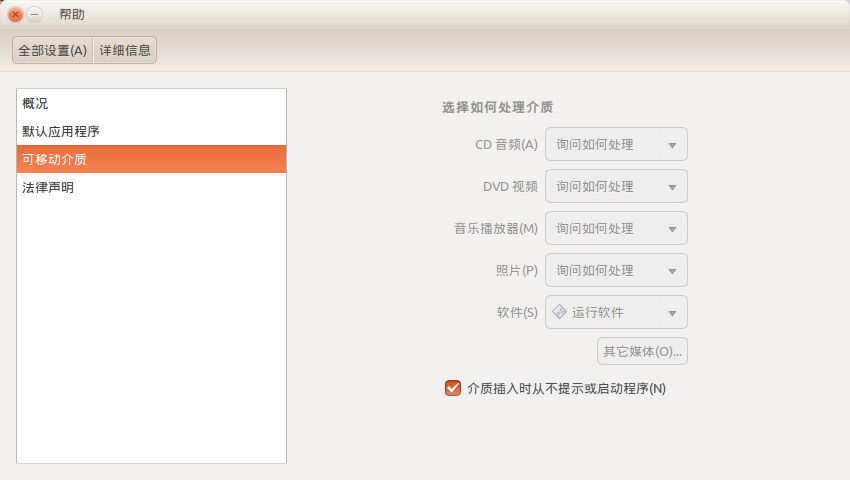 帮助
全部设置(A) 详细信息
概况
默认应用程序
可移动介质
法律声明
选择如何处理介质
CD 音频(A) 询问如何处理
DVD 视频 询问如何处理
音乐播放器(M) 询问如何处理
照片(P) 询问如何处理
软件(S) 运行软件
其它媒体(O)...
介质插入时从不提示或启动程序(N)